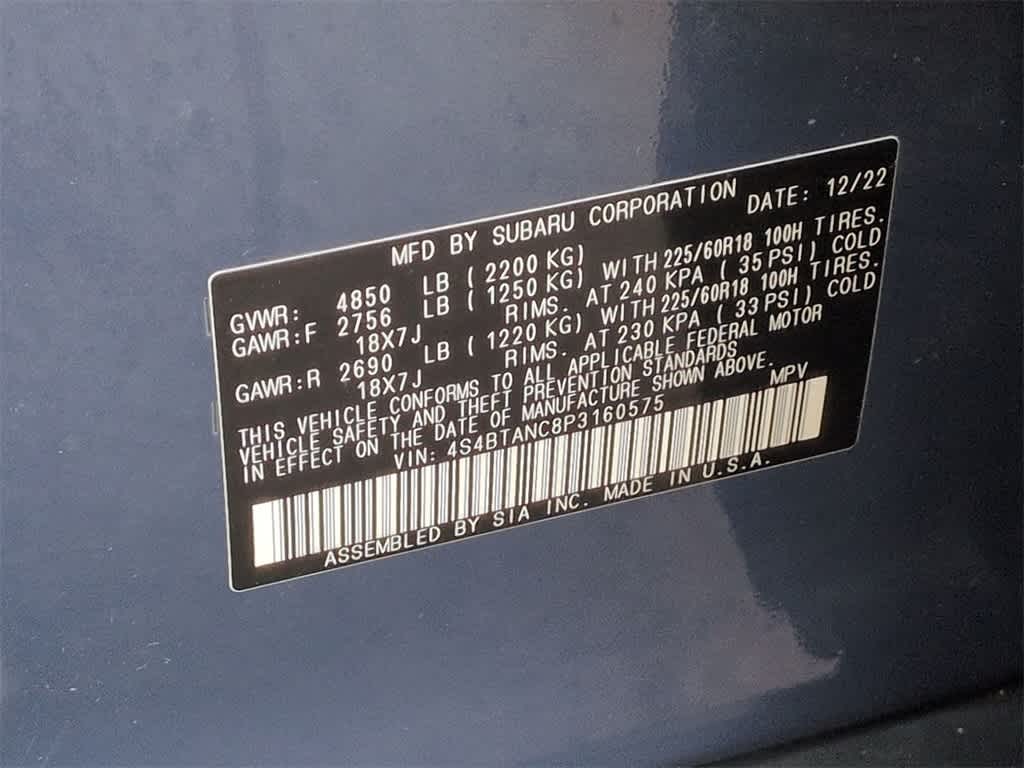 MFD BY SUBARU CORPORATION DATE: 12/22
GVWR: 4850 LB ( 2200 KG)
GAWR:F 2756 LB ( 1250 KG) WITH 225/60R18 100H TIRES.
18X7J RIMS. AT 240 KPA ( 35 PSI) COLD
GAWR:R 2690 LB ( 1220 KG) WITH 225/60R18 100H TIRES.
18X7J RIMS. AT 230 KPA ( 33 PSI) COLD
THIS VEHICLE CONFORMS TO ALL APPLICABLE FEDERAL MOTOR
VEHICLE SAFETY AND THEFT PREVENTION STANDARDS
IN EFFECT ON THE DATE OF MANUFACTURE SHOWN ABOVE.
VIN: 4S4BTANC8P3160575 MPV
ASSEMBLED BY SIA INC. MADE IN U.S.A.